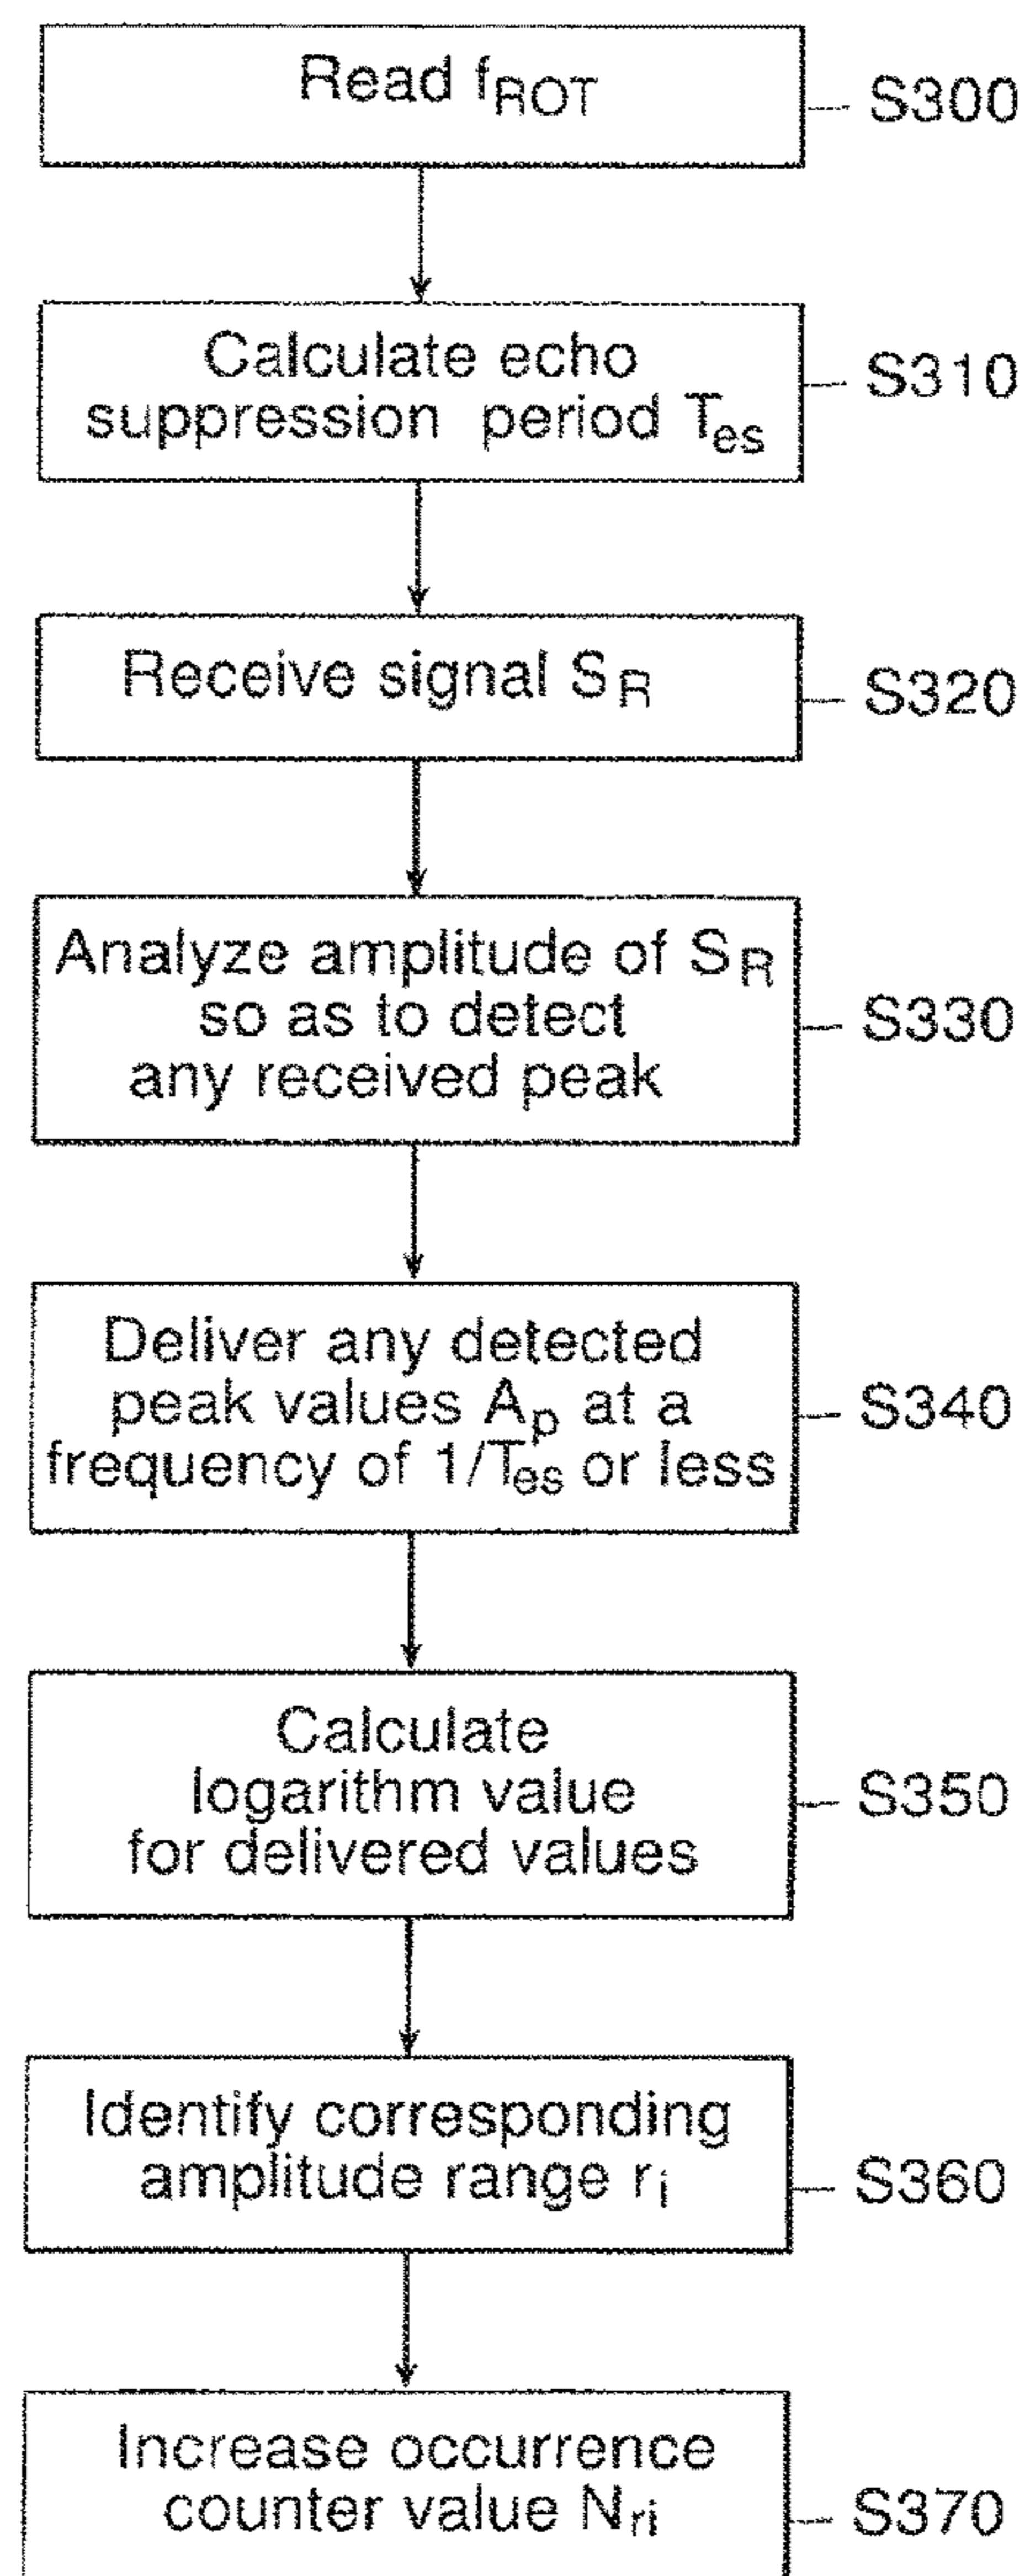 Read fROT
S300
Calculate echo
suppression period Tes
S310
Receive signal SR
S320
Analyze amplitude of SR
so as to detect
any received peak
S330
Deliver any detected
peak values Ap at a
frequency of 1/Tes or less
S340
Calculate
logarithm value
for delivered values
S350
Identify corresponding
amplitude range ri
S360
Increase occurrence
counter value Nri
S370